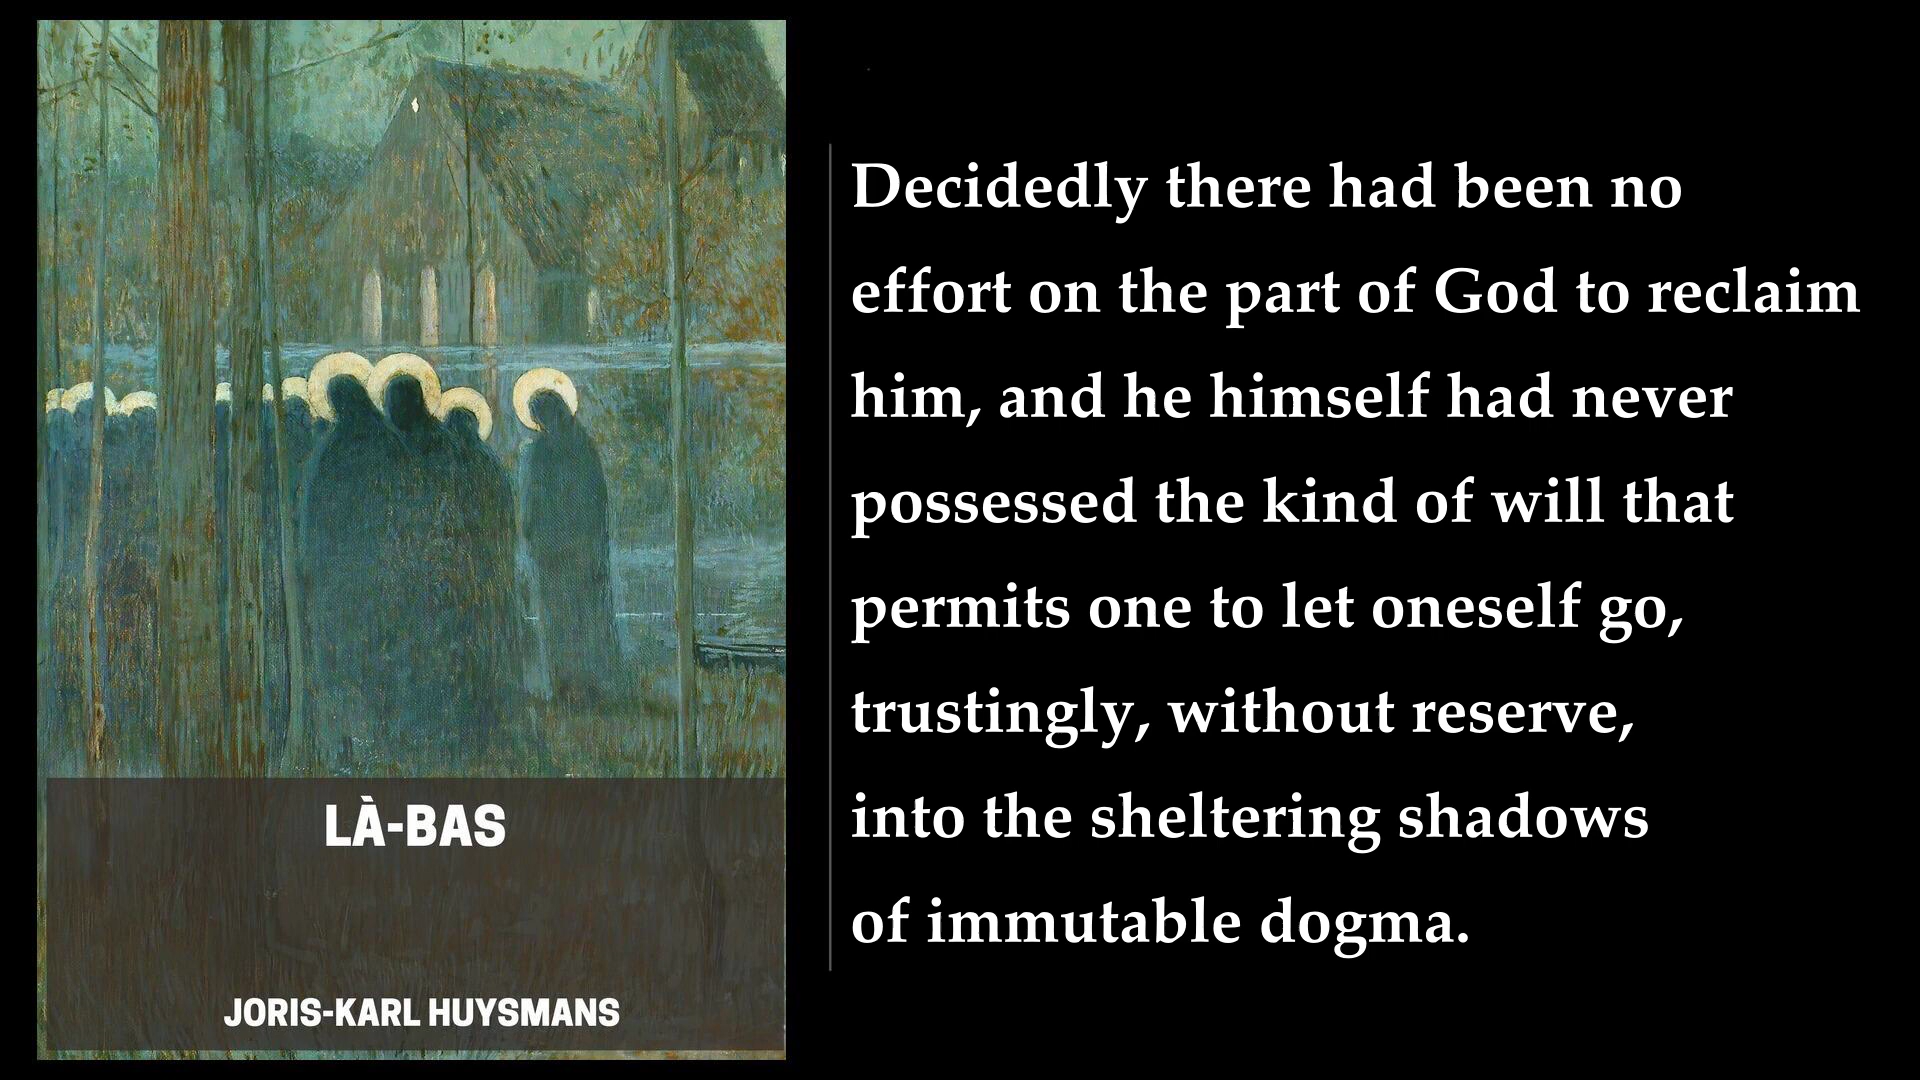 LÀ-BAS
JORIS-KARL HUYSMANS
Decidedly there had been no
effort on the part of God to reclaim
him, and he himself had never
possessed the kind of will that
permits one to let oneself go,
trustingly, without reserve,
into the sheltering shadows
of immutable dogma.